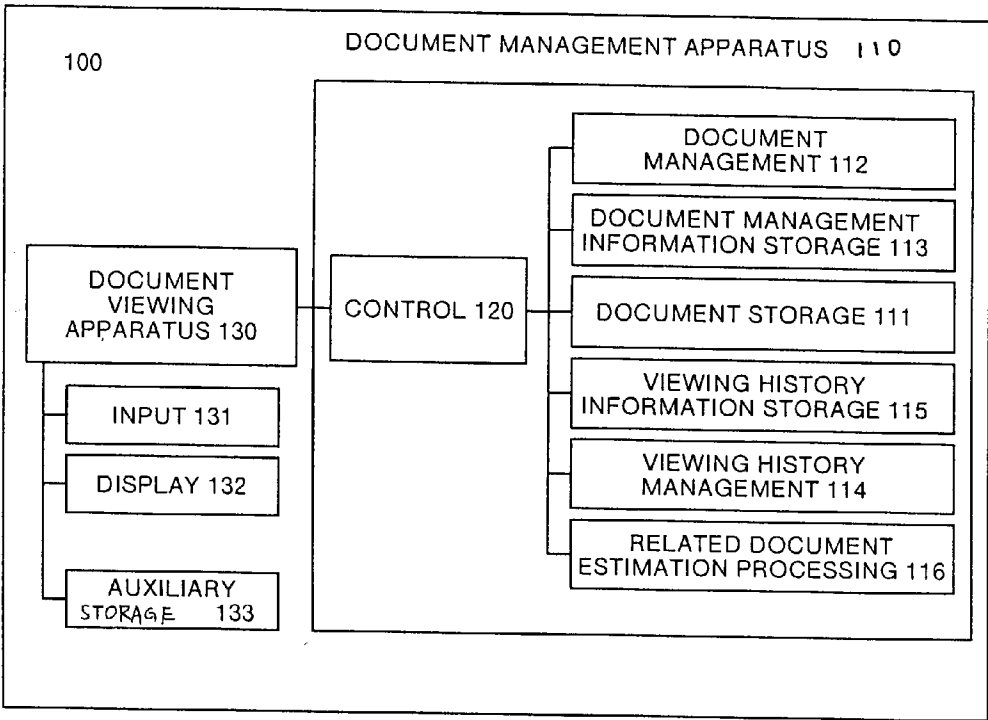 100
DOCUMENT MANAGEMENT APPARATUS 110
DOCUMENT
MANAGEMENT 112
DOCUMENT MANAGEMENT
INFORMATION STORAGE 113
DOCUMENT
VIEWING
APPARATUS 130
CONTROL 120
DOCUMENT STORAGE 111
VIEWING HISTORY
INFORMATION STORAGE 115
INPUT 131
VIEWING HISTORY
MANAGEMENT 114
DISPLAY 132
RELATED DOCUMENT
ESTIMATION PROCESSING 116
AUXILIARY
STORAGE 133